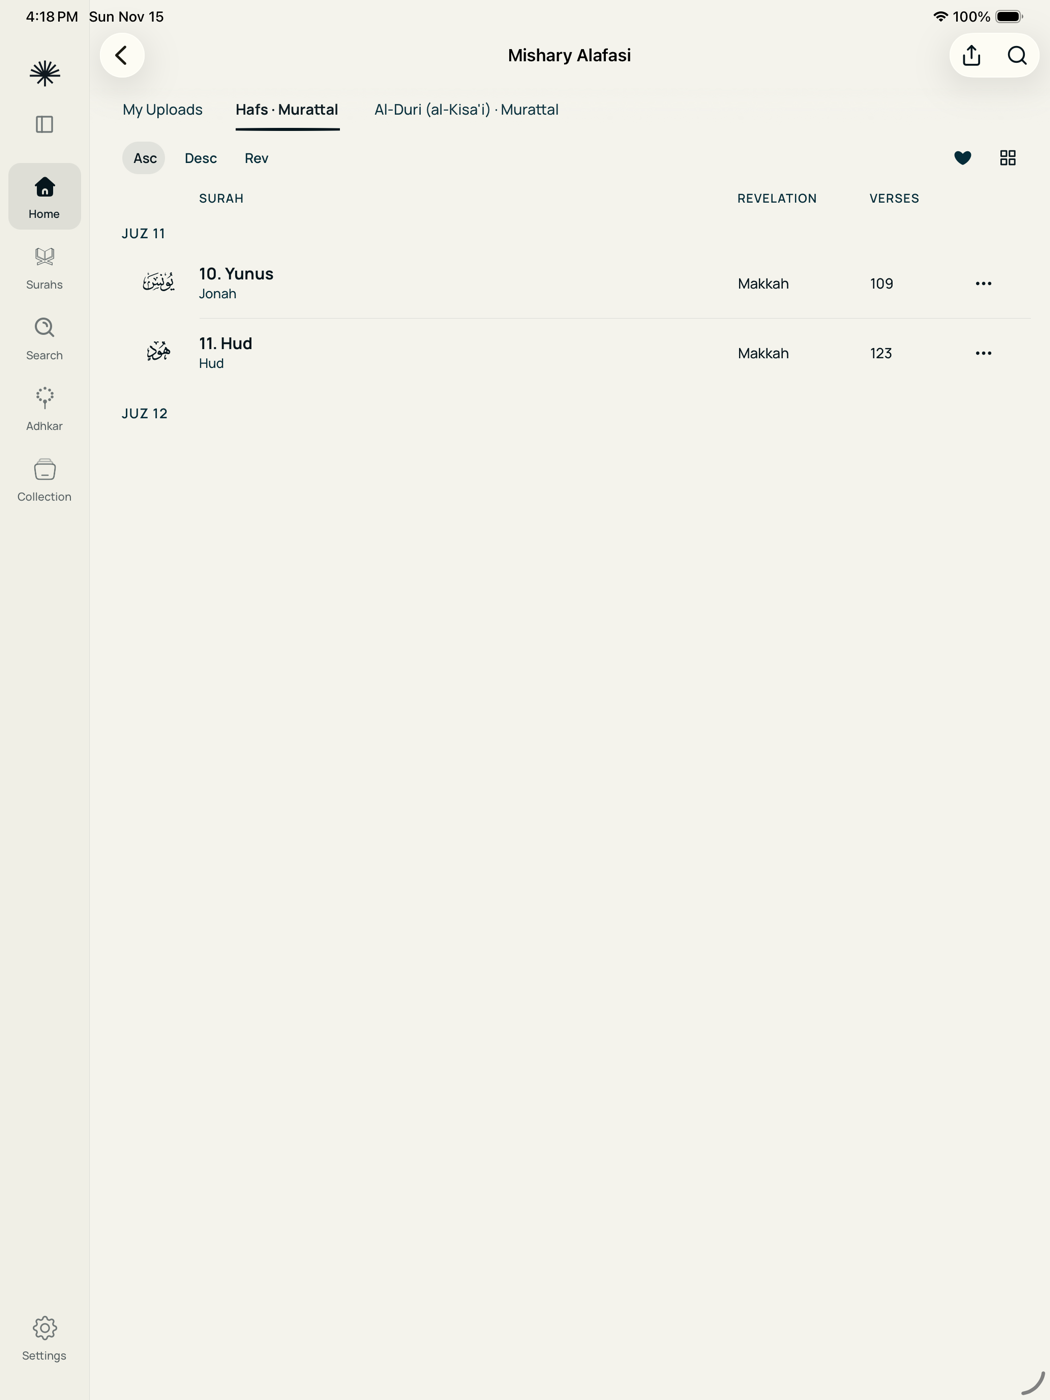 4:18 PM Sun Nov 15
100%
Mishary Alafasi
My Uploads
Hafs · Murattal
Al-Duri (al-Kisa'i) · Murattal
Asc
Desc
Rev
SURAH
REVELATION
VERSES
JUZ 11
يُونُس
10. Yunus
Jonah
Makkah
109
هُود
11. Hud
Hud
Makkah
123
JUZ 12
Home
Surahs
Search
Adhkar
Collection
Settings